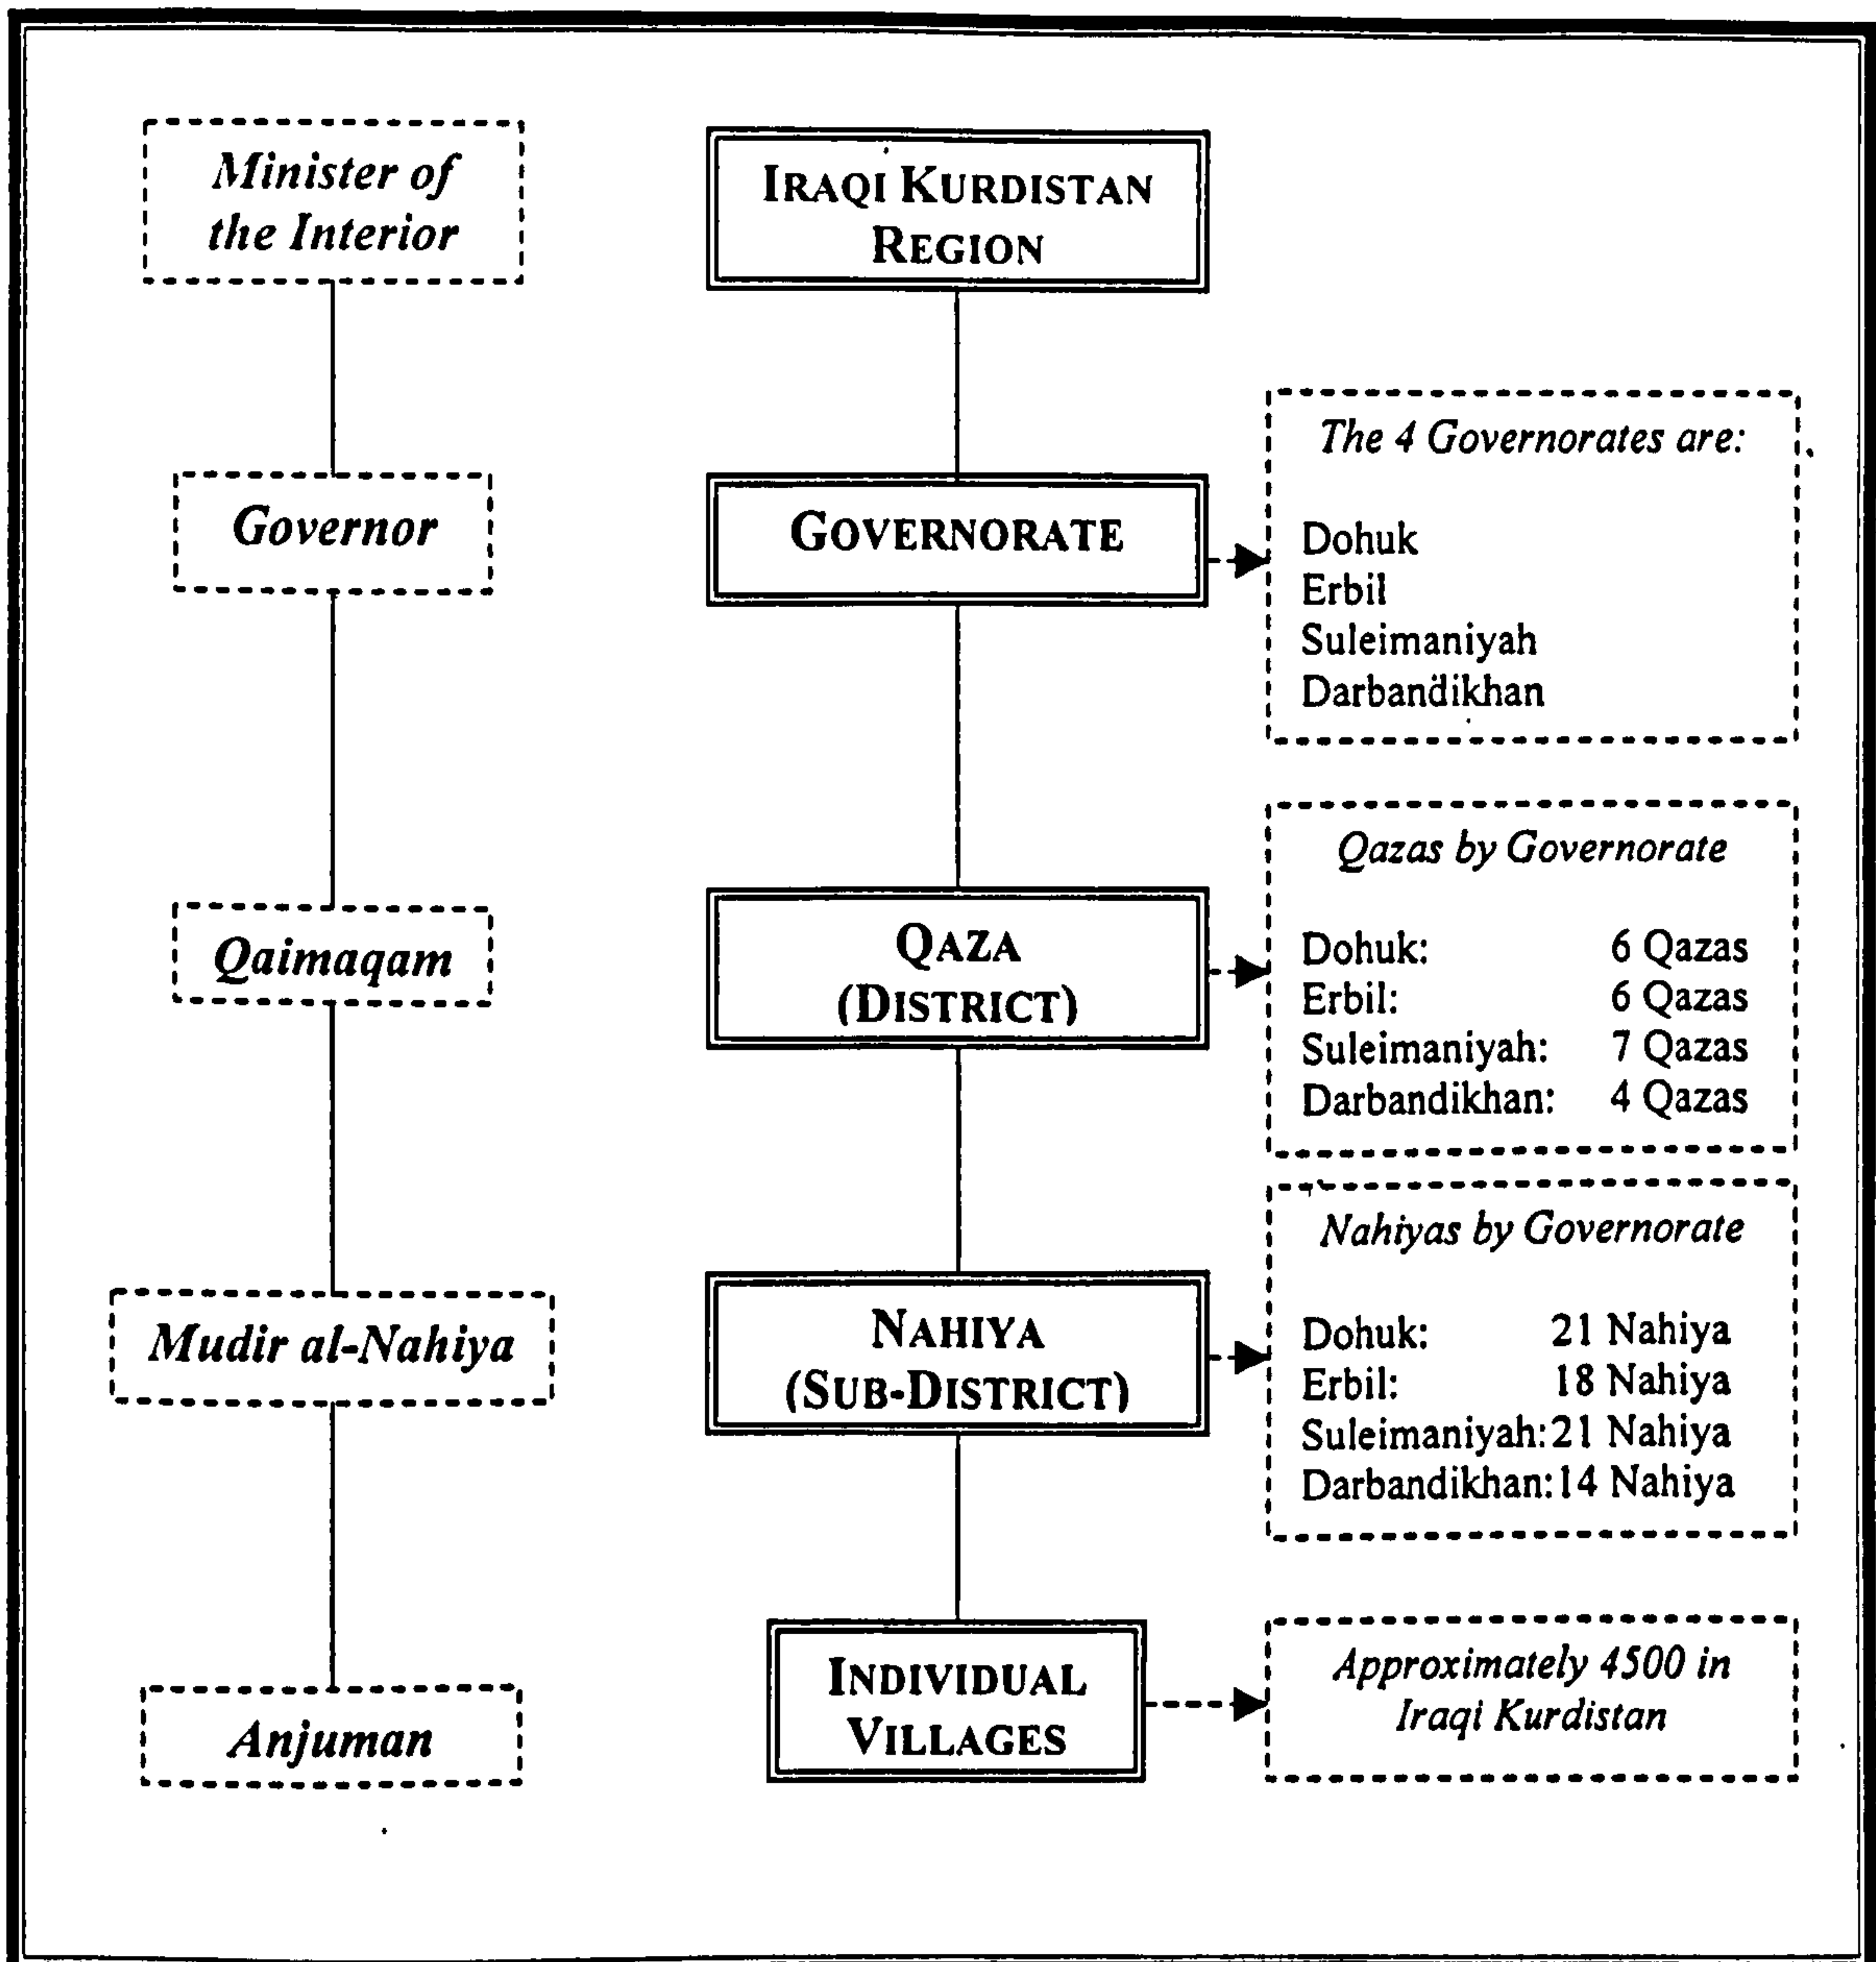 Minister of
the Interior
IRAQI KURDISTAN
REGION
Governor
GOVERNORATE
The 4 Governorates are:
Dohuk
Erbil
Suleimaniyah
Darbandikhan
Qaimaqam
QAZA
(DISTRICT)
Qazas by Governorate
Dohuk: 6 Qazas
Erbil: 6 Qazas
Suleimaniyah: 7 Qazas
Darbandikhan: 4 Qazas
Mudir al-Nahiya
NAHIYA
(SUB-DISTRICT)
Nahiyas by Governorate
Dohuk: 21 Nahiya
Erbil: 18 Nahiya
Suleimaniyah:21 Nahiya
Darbandikhan:14 Nahiya
Anjuman
INDIVIDUAL
VILLAGES
Approximately 4500 in
Iraqi Kurdistan